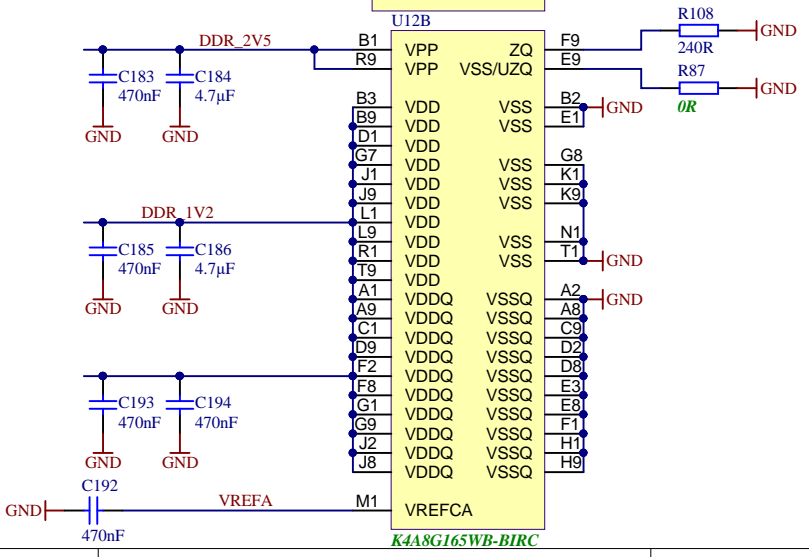 U12B
DDR_2V5
C183
470nF
GND
C184
4.7µF
GND
B1 VPP
R9 VPP
B3 VDD
B9 VDD
D1 VDD
G7 VDD
J1 VDD
J9 VDD
L1 VDD
L9 VDD
R1 VDD
T9 VDD
A1 VDDQ
A9 VDDQ
C1 VDDQ
D9 VDDQ
F2 VDDQ
F8 VDDQ
G1 VDDQ
G9 VDDQ
J2 VDDQ
J8 VDDQ
M1 VREFCA
ZQ F9
VSS/UZQ E9
VSS B2
VSS E1
VSS G8
VSS K1
VSS K9
VSS N1
VSS T1
VSSQ A2
VSSQ A8
VSSQ C9
VSSQ D2
VSSQ D8
VSSQ E3
VSSQ E8
VSSQ F1
VSSQ H1
VSSQ H9
R108
240R
GND
R87
0R
GND
GND
GND
GND
DDR_1V2
C185
470nF
GND
C186
4.7µF
GND
C193
470nF
GND
C194
470nF
GND
C192
GND
470nF
VREFA
K4A8G165WB-BIRC